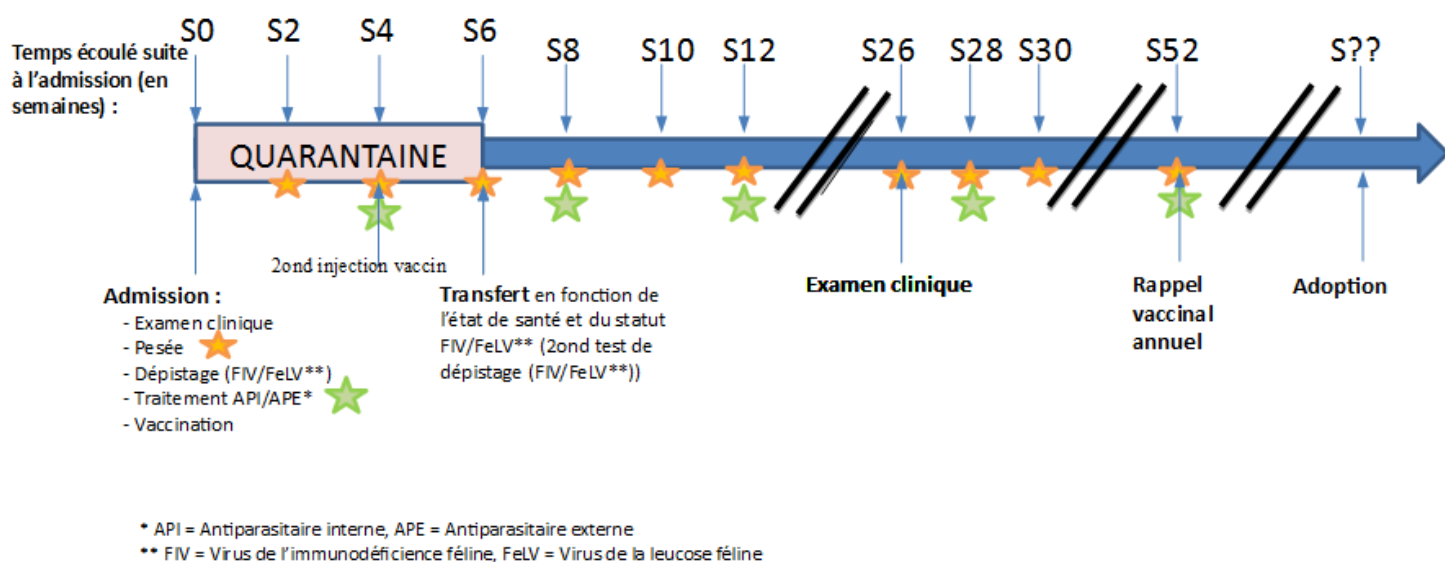 Temps écoulé suite
à l'admission (en
semaines) :
S0 S2 S4 S6 S8 S10 S12 S26 S28 S30 S52 S??
QUARANTAINE
2ond injection vaccin
Admission :
- Examen clinique
- Pesée
- Dépistage (FIV/FeLV**)
- Traitement API/APE*
- Vaccination
Transfert en fonction de
l'état de santé et du statut
FIV/FeLV** (2ond test de
dépistage (FIV/FeLV**))
Examen clinique
Rappel
vaccinal
annuel
Adoption
* API = Antiparasitaire interne, APE = Antiparasitaire externe
** FIV = Virus de l'immunodéficience féline, FeLV = Virus de la leucose féline